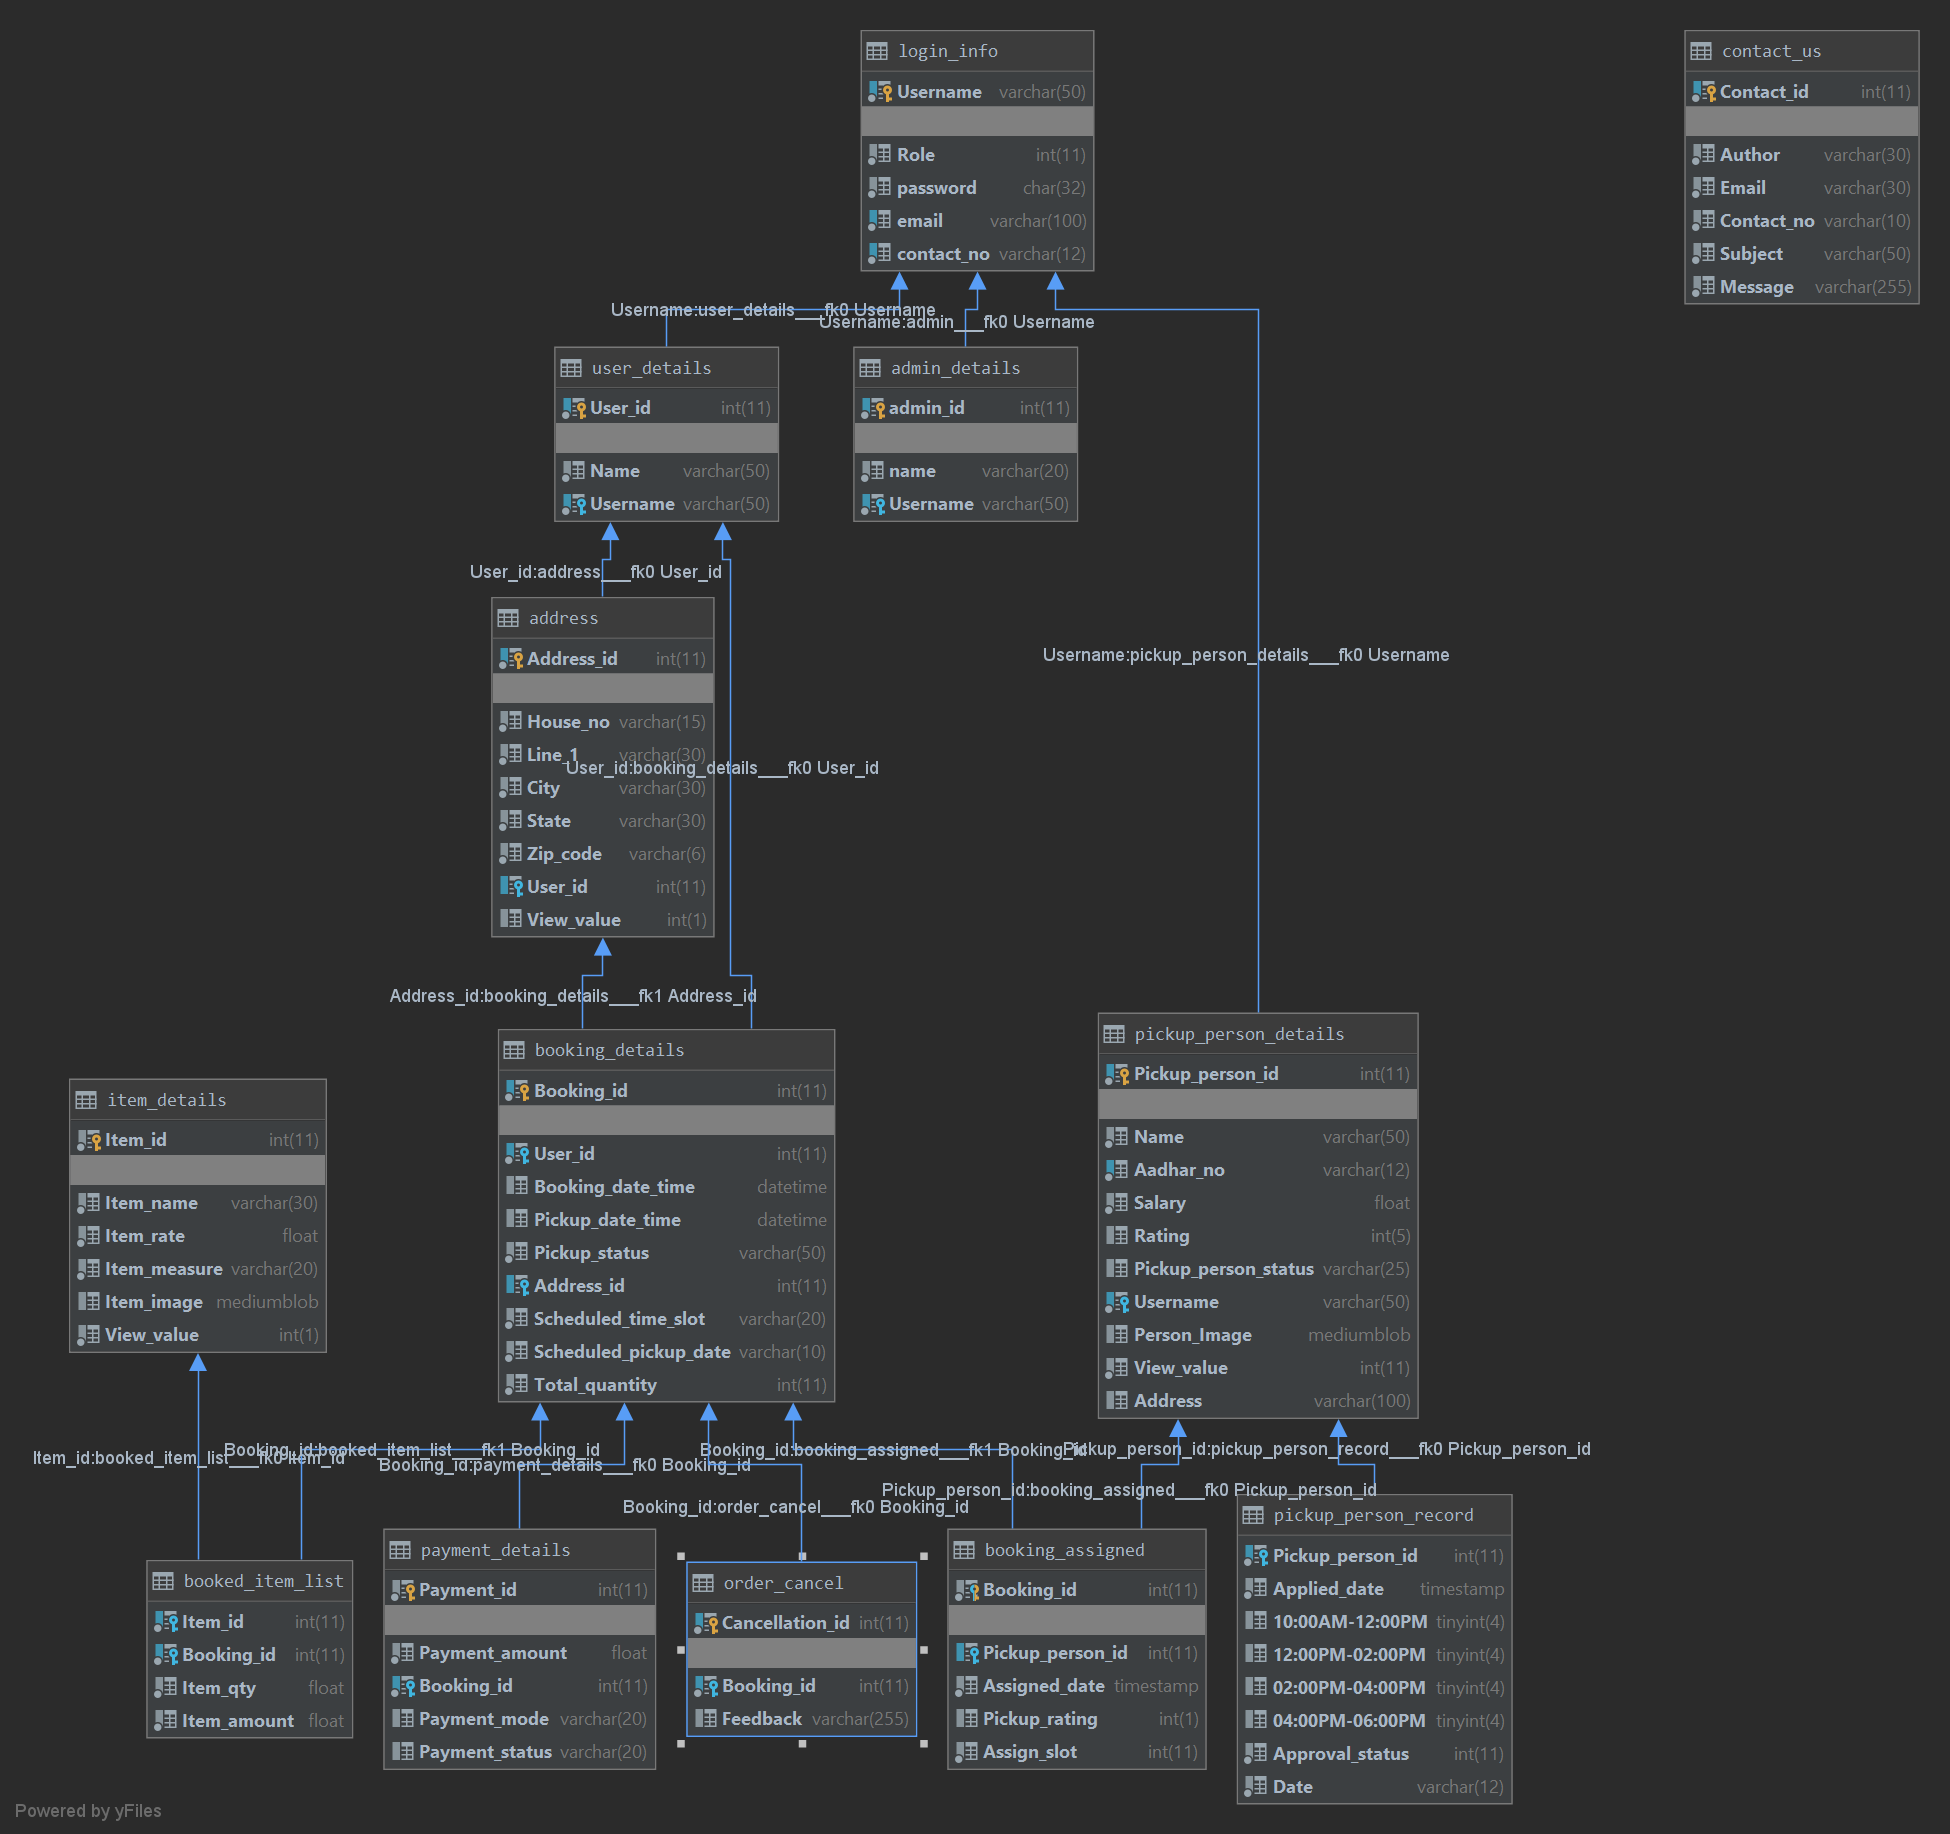 login_info
Username varchar(50)
Role int(11)
password char(32)
email varchar(100)
contact_no varchar(12)
contact_us
Contact_id int(11)
Author varchar(30)
Email varchar(30)
Contact_no varchar(10)
Subject varchar(50)
Message varchar(255)
Username:user_details___fk0 Username
Username:admin___fk0 Username
user_details
User_id int(11)
Name varchar(50)
Username varchar(50)
admin_details
admin_id int(11)
name varchar(20)
Username varchar(50)
User_id:address___fk0 User_id
address
Address_id int(11)
House_no varchar(15)
Line_1 varchar(30)
City varchar(30)
State varchar(30)
Zip_code varchar(6)
User_id int(11)
View_value int(1)
Username:pickup_person_details___fk0 Username
User_id:booking_details___fk0 User_id
Address_id:booking_details___fk1 Address_id
booking_details
Booking_id int(11)
User_id int(11)
Booking_date_time datetime
Pickup_date_time datetime
Pickup_status varchar(50)
Address_id int(11)
Scheduled_time_slot varchar(20)
Scheduled_pickup_date varchar(10)
Total_quantity int(11)
pickup_person_details
Pickup_person_id int(11)
Name varchar(50)
Aadhar_no varchar(12)
Salary float
Rating int(5)
Pickup_person_status varchar(25)
Username varchar(50)
Person_Image mediumblob
View_value int(11)
Address varchar(100)
item_details
Item_id int(11)
Item_name varchar(30)
Item_rate float
Item_measure varchar(20)
Item_image mediumblob
View_value int(1)
Item_id:booked_item_list___fk0 Item_id
Booking_id:booked_item_list___fk1 Booking_id
Booking_id:payment_details___fk0 Booking_id
Booking_id:booking_assigned___fk1 Booking_id
Pickup_person_id:pickup_person_record___fk0 Pickup_person_id
Pickup_person_id:booking_assigned___fk0 Pickup_person_id
Booking_id:order_cancel___fk0 Booking_id
booked_item_list
Item_id int(11)
Booking_id int(11)
Item_qty float
Item_amount float
payment_details
Payment_id int(11)
Payment_amount float
Booking_id int(11)
Payment_mode varchar(20)
Payment_status varchar(20)
order_cancel
Cancellation_id int(11)
Booking_id int(11)
Feedback varchar(255)
booking_assigned
Booking_id int(11)
Pickup_person_id int(11)
Assigned_date timestamp
Pickup_rating int(1)
Assign_slot int(11)
pickup_person_record
Pickup_person_id int(11)
Applied_date timestamp
10:00AM-12:00PM tinyint(4)
12:00PM-02:00PM tinyint(4)
02:00PM-04:00PM tinyint(4)
04:00PM-06:00PM tinyint(4)
Approval_status int(11)
Date varchar(12)
Powered by yFiles